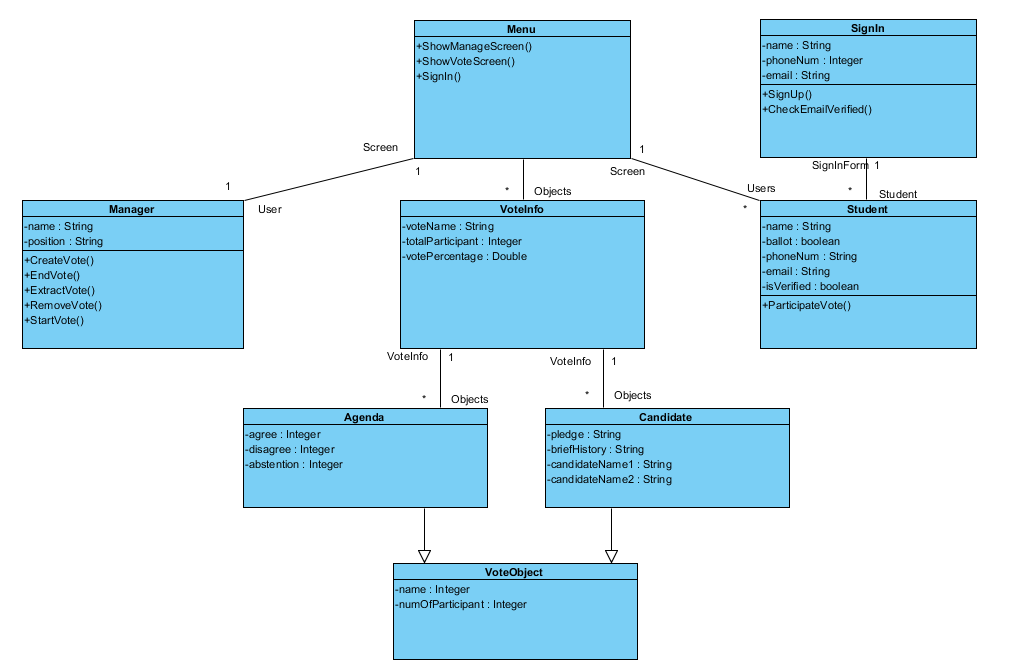 Menu
+ShowManageScreen()
+ShowVoteScreen()
+SignIn()
SignIn
-name : String
-phoneNum : Integer
-email : String
+SignUp()
+CheckEmailVerified()
Screen
1
Screen
1
SignInForm 1
1
User
*
Objects
Users
*
*
Student
Manager
-name : String
-position : String
+CreateVote()
+EndVote()
+ExtractVote()
+RemoveVote()
+StartVote()
VoteInfo
-voteName : String
-totalParticipant : Integer
-votePercentage : Double
Student
-name : String
-ballot : boolean
-phoneNum : String
-email : String
-isVerified : boolean
+ParticipateVote()
VoteInfo
1
VoteInfo
1
*
Objects
*
Objects
Agenda
-agree : Integer
-disagree : Integer
-abstention : Integer
Candidate
-pledge : String
-briefHistory : String
-candidateName1 : String
-candidateName2 : String
VoteObject
-name : Integer
-numOfParticipant : Integer